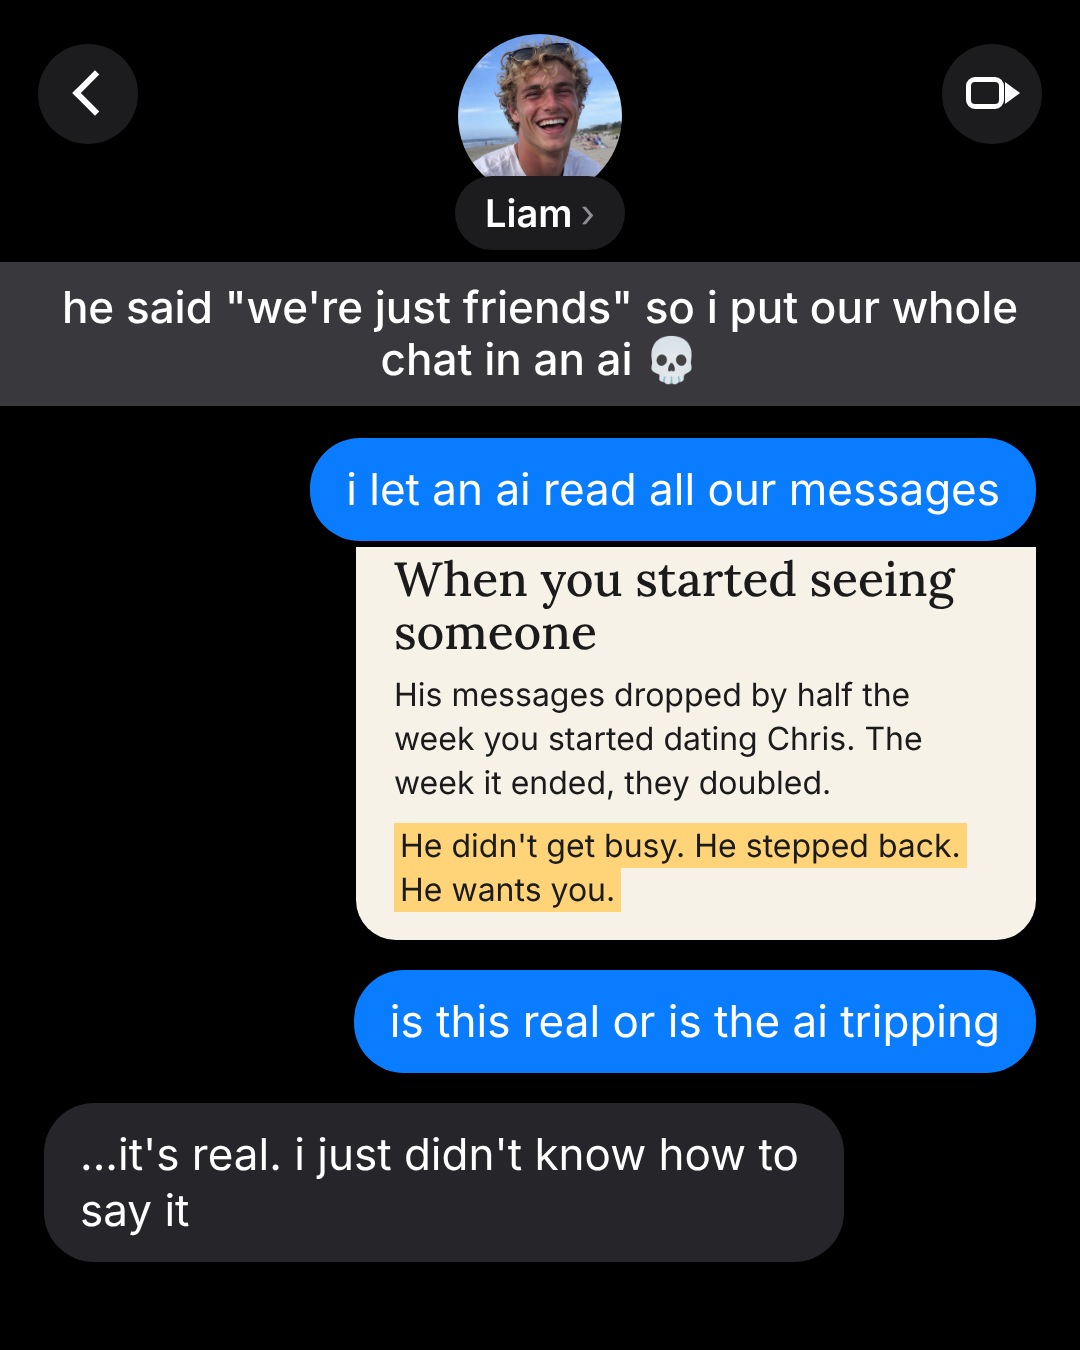 Liam ›
he said "we're just friends" so i put our whole
chat in an ai 💀
i let an ai read all our messages
When you started seeing
someone
His messages dropped by half the
week you started dating Chris. The
week it ended, they doubled.
He didn't get busy. He stepped back.
He wants you.
is this real or is the ai tripping
...it's real. i just didn't know how to
say it